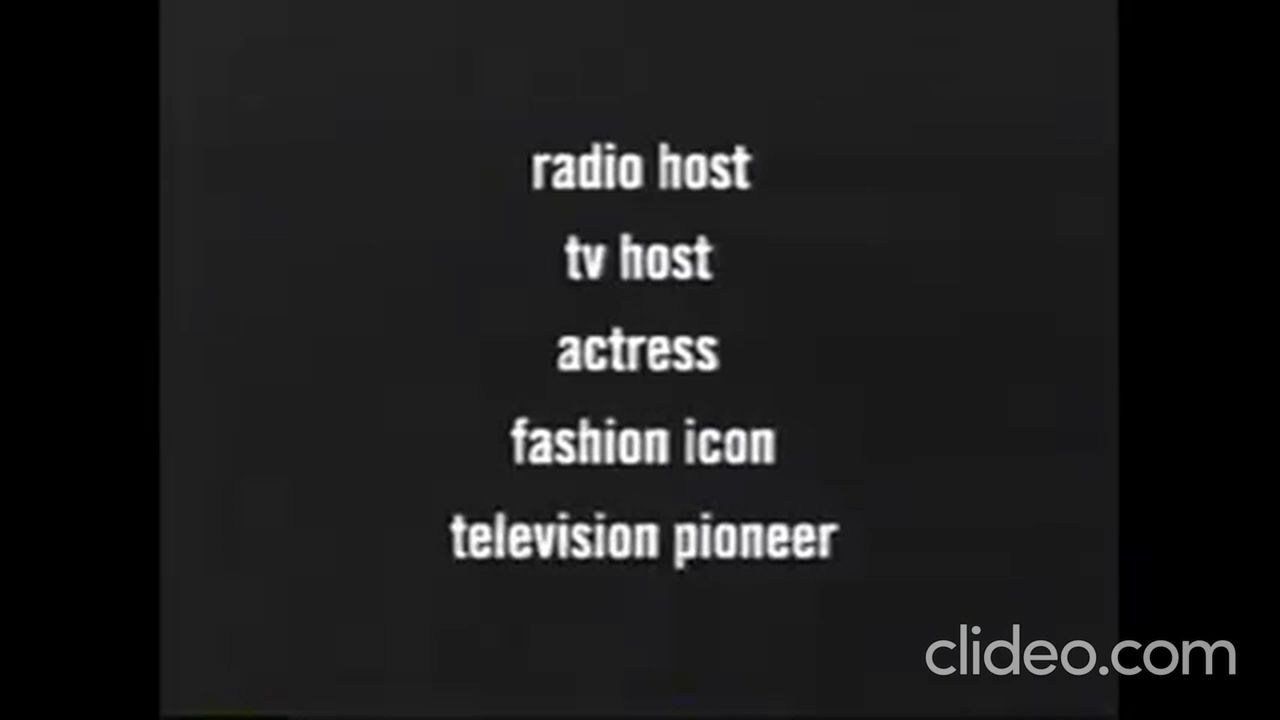 radio host
tv host
actress
fashion icon
television pioneer
clideo.com